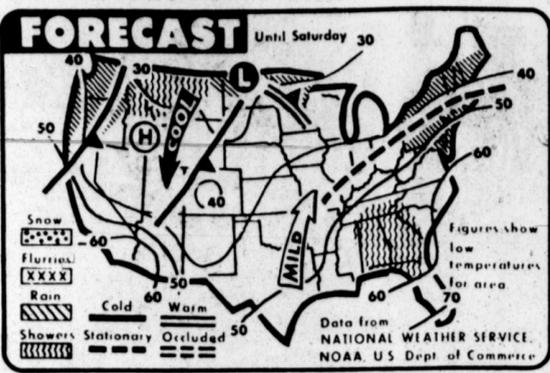 FORECAST
Until Saturday
30
40
30
L
40
50
50
H
COOL
60
40
Snow
60
Flurries
XXXX
Rain
Cold
Warm
60
50
50
MILD
60
70
Figures show
low
temperatures
for area
Showers
Stationary
Occluded
Data from
NATIONAL WEATHER SERVICE,
NOAA, U.S. Dept. of Commerce